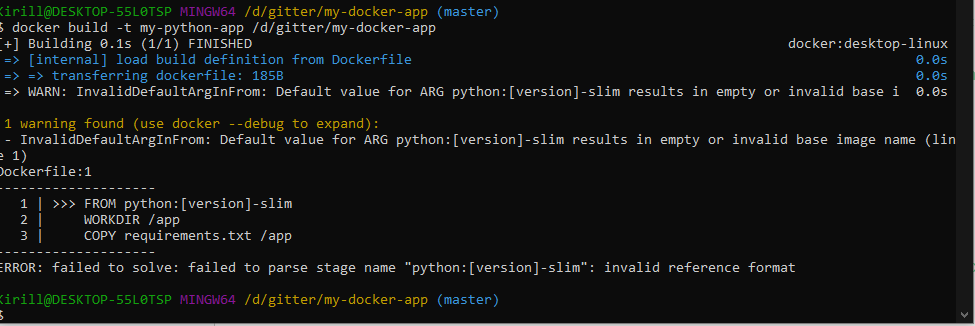 Kirill@DESKTOP-55L0TSP MINGW64 /d/gitter/my-docker-app (master)
$ docker build -t my-python-app /d/gitter/my-docker-app
[+] Building 0.1s (1/1) FINISHED docker:desktop-linux
=> [internal] load build definition from Dockerfile 0.0s
=> => transferring dockerfile: 185B 0.0s
=> WARN: InvalidDefaultArgInFrom: Default value for ARG python:[version]-slim results in empty or invalid base i 0.0s
1 warning found (use docker --debug to expand):
- InvalidDefaultArgInFrom: Default value for ARG python:[version]-slim results in empty or invalid base image name (lin
e 1)
Dockerfile:1
--------------------
1 | >>> FROM python:[version]-slim
2 | WORKDIR /app
3 | COPY requirements.txt /app
--------------------
ERROR: failed to solve: failed to parse stage name "python:[version]-slim": invalid reference format
Kirill@DESKTOP-55L0TSP MINGW64 /d/gitter/my-docker-app (master)
$